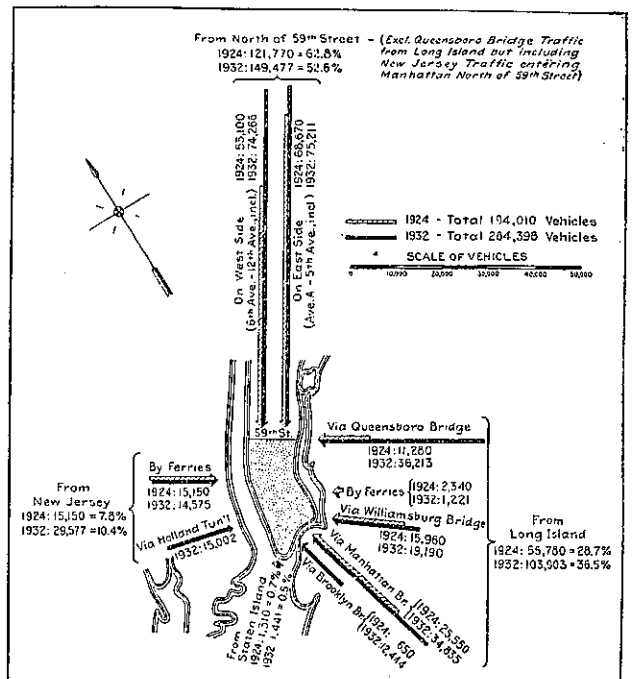 From North of 59th Street - (Excl. Queensboro Bridge Traffic
from Long Island but including
New Jersey Traffic entering
Manhattan North of 59th Street)
1924: 121,770 = 62.8%
1932: 149,477 = 52.6%
On West Side
(6th Ave.-12th Ave., incl.)
1924: 53,100
1932: 74,266
On East Side
(Ave. A - 5th Ave., incl.)
1924: 68,670
1932: 75,211
1924 - Total 194,010 Vehicles
1932 - Total 284,398 Vehicles
SCALE OF VEHICLES
0 10,000 20,000 30,000 40,000 50,000
59th St.
Via Queensboro Bridge
1924: 11,280
1932: 36,213
By Ferries
1924: 2,340
1932: 1,221
Via Williamsburg Bridge
1924: 15,960
1932: 19,190
Via Manhattan Br.
1924: 25,550
1932: 34,835
Via Brooklyn Br.
1924: 650
1932: 12,444
From
Long Island
1924: 55,780 = 28.7%
1932: 103,903 = 36.5%
From
New Jersey
1924: 15,150 = 7.8%
1932: 29,577 = 10.4%
By Ferries
1924: 15,150
1932: 14,575
Via Holland Tun'l
1932: 15,002
From
Staten Island
1924: 1,310 = 0.7%
1932 1,441 = 0.5%